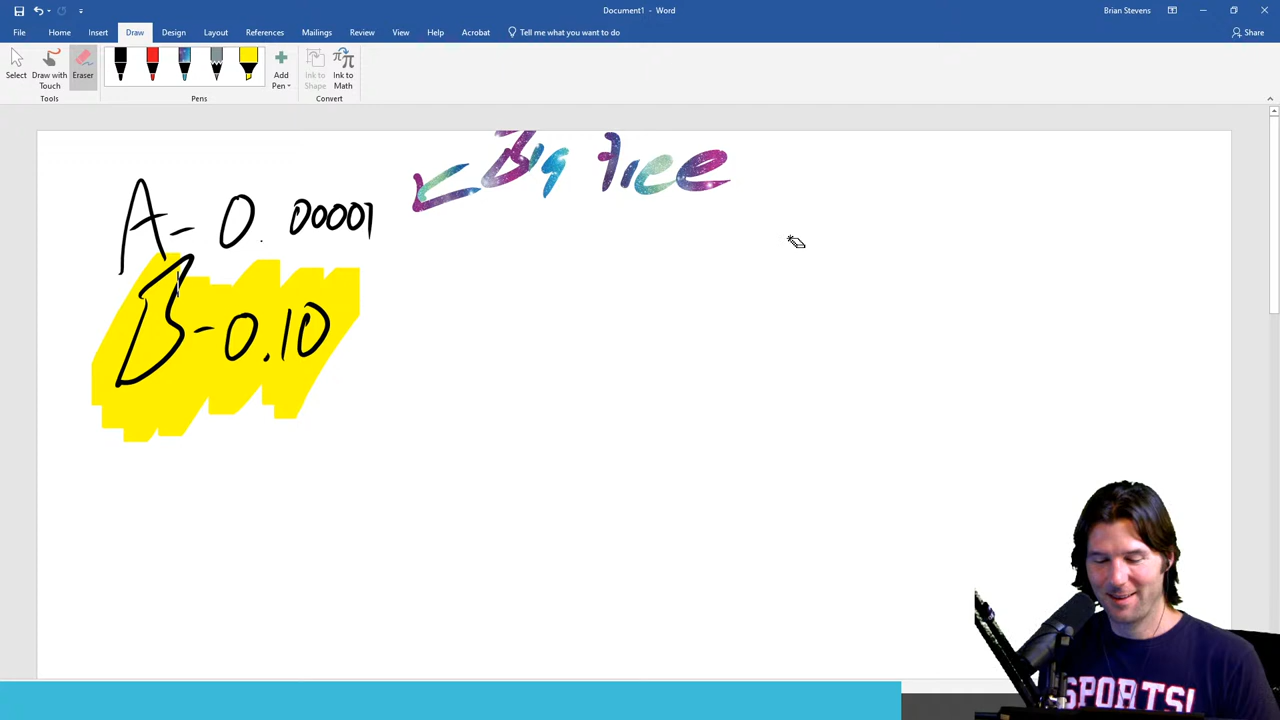 Document1 - Word
Brian Stevens
File Home Insert Draw Design Layout References Mailings Review View Help Acrobat Tell me what you want to do Share
Select
Draw with Touch
Eraser
Add Pen
Ink to Shape
Ink to Math
Tools
Pens
Convert
Big Tree
A- 0.00001
B-0.10
SPORTS!